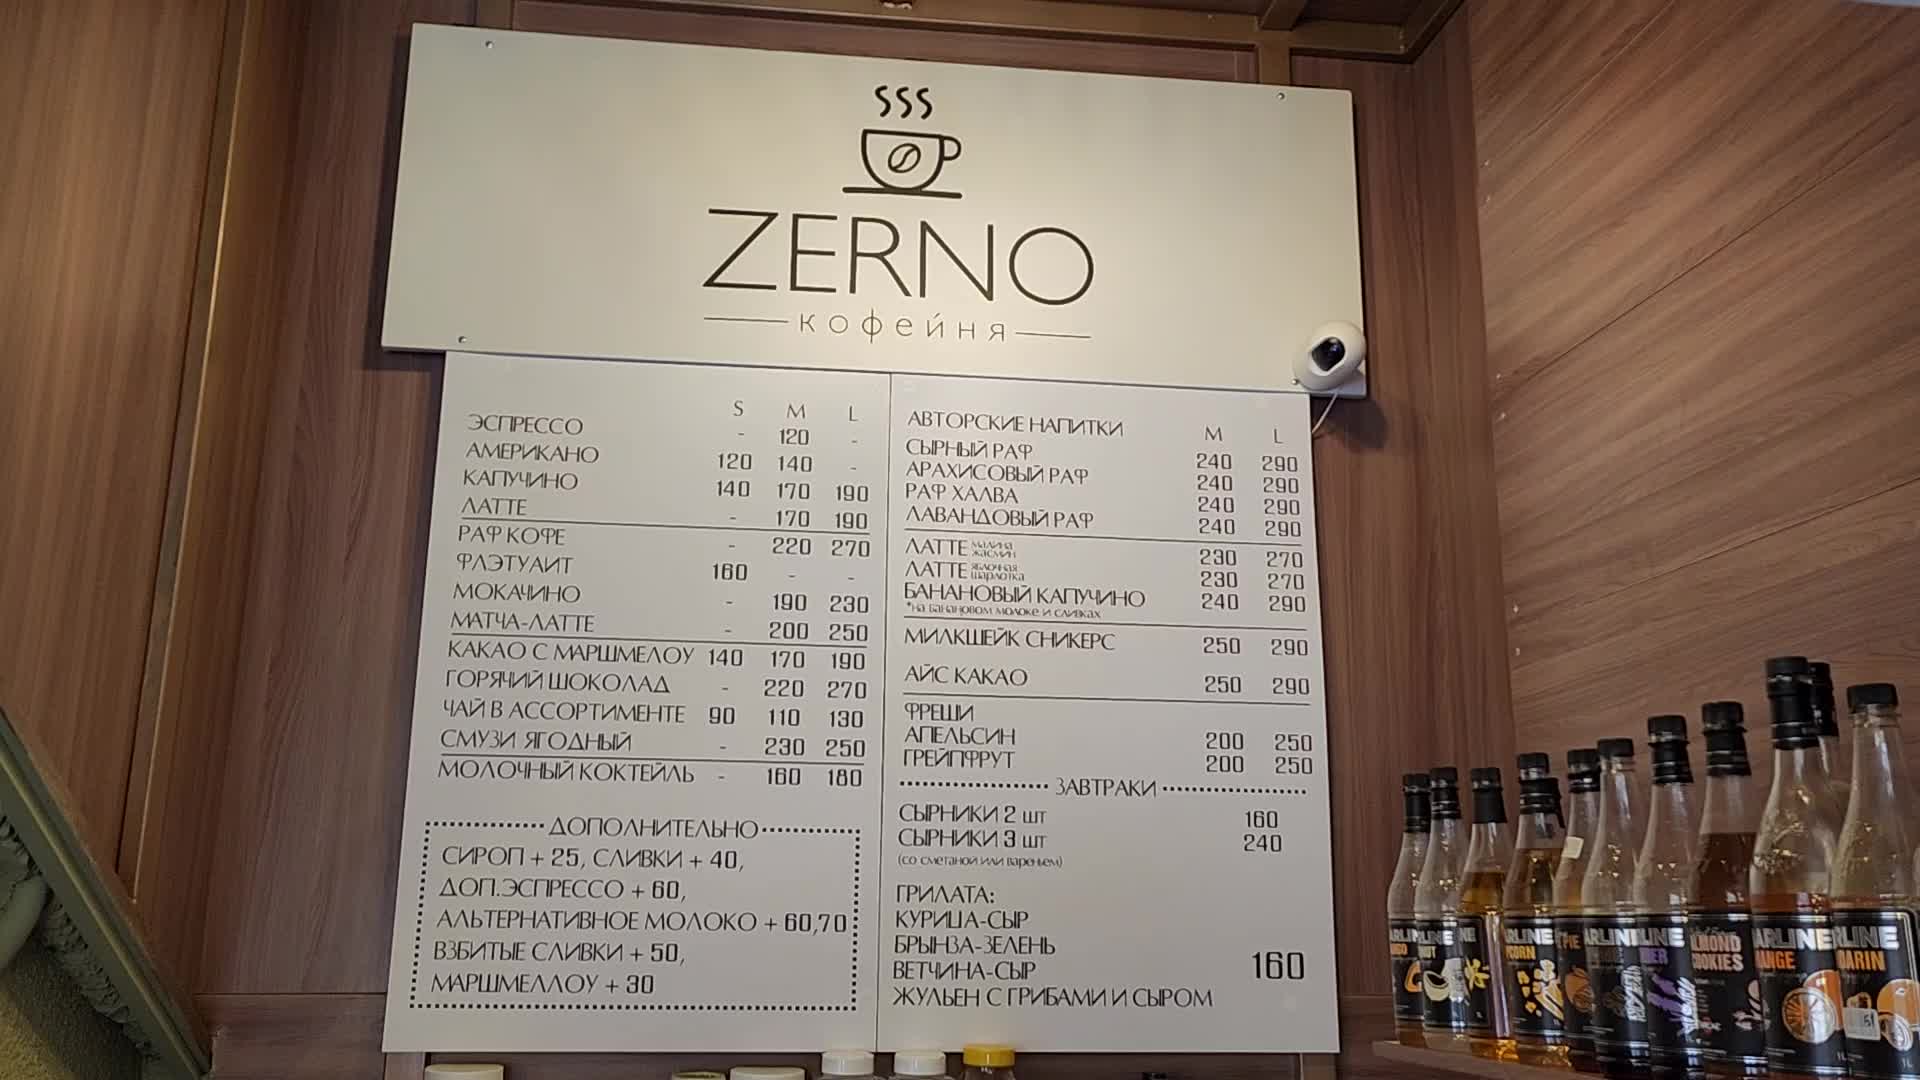 ZERNO
кофейня
S M L
ЭСПРЕССО - 120 -
АМЕРИКАНО 120 140 -
КАПУЧИНО 140 170 190
ЛАТТЕ - 170 190
РАФ КОФЕ - 220 270
ФЛЭТУАИТ 160 - -
МОКАЧИНО - 190 230
МАТЧА-ЛАТТЕ - 200 250
КАКАО С МАРШМЕЛОУ 140 170 190
ГОРЯЧИЙ ШОКОЛАД - 220 270
ЧАЙ В АССОРТИМЕНТЕ 90 110 130
СМУЗИ ЯГОДНЫЙ - 230 250
МОЛОЧНЫЙ КОКТЕЙЛЬ - 160 180
ДОПОЛНИТЕЛЬНО
СИРОП + 25, СЛИВКИ + 40,
ДОП.ЭСПРЕССО + 60,
АЛЬТЕРНАТИВНОЕ МОЛОКО + 60,70
ВЗБИТЫЕ СЛИВКИ + 50,
МАРШМЕЛЛОУ + 30
АВТОРСКИЕ НАПИТКИ M L
СЫРНЫЙ РАФ 240 290
АРАХИСОВЫЙ РАФ 240 290
РАФ ХАЛВА 240 290
ЛАВАНДОВЫЙ РАФ 240 290
ЛАТТЕ малина жасмин 230 270
ЛАТТЕ яблочная шарлотка 230 270
БАНАНОВЫЙ КАПУЧИНО 240 290
*на банановом молоке и сливках
МИЛКШЕЙК СНИКЕРС 250 290
АЙС КАКАО 250 290
ФРЕШИ
АПЕЛЬСИН 200 250
ГРЕЙПФРУТ 200 250
ЗАВТРАКИ
СЫРНИКИ 2 шт 160
СЫРНИКИ 3 шт 240
(со сметаной или вареньем)
ГРИЛАТА:
КУРИЦА-СЫР
БРЫНЗА-ЗЕЛЕНЬ
ВЕТЧИНА-СЫР 160
ЖУЛЬЕН С ГРИБАМИ И СЫРОМ
ALMOND
COOKIES